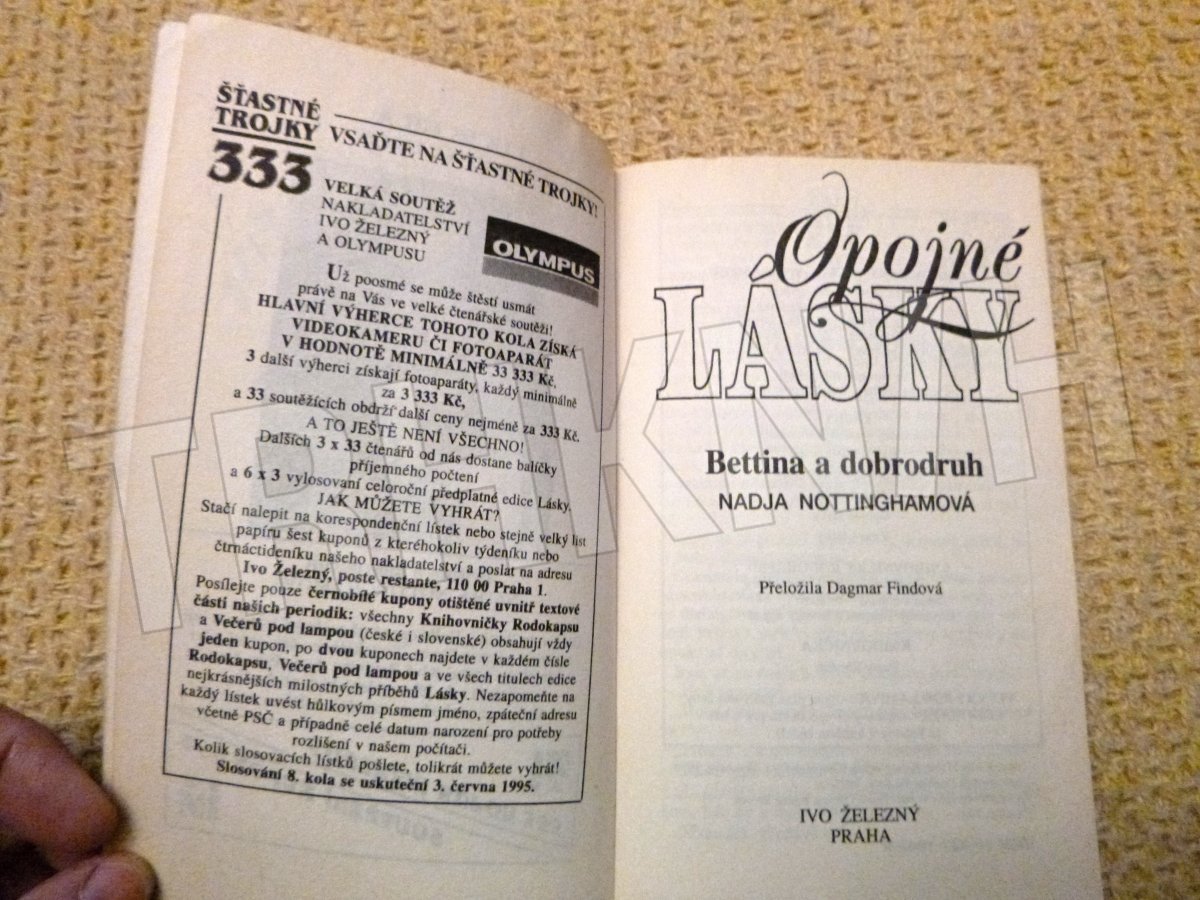 ŠŤASTNÉ
TROJKY
333
VSAĎTE NA ŠŤASTNÉ TROJKY!
VELKÁ SOUTĚŽ
NAKLADATELSTVÍ
IVO ŽELEZNÝ
A OLYMPUSU
OLYMPUS
Už poosmé se může štěstí usmát
právě na Vás ve velké čtenářské soutěži!
HLAVNÍ VÝHERCE TOHOTO KOLA ZÍSKÁ
VIDEOKAMERU ČI FOTOAPARÁT
V HODNOTĚ MINIMÁLNĚ 33 333 Kč,
3 další výherci získají fotoaparáty, každý minimálně
za 3 333 Kč,
a 33 soutěžících obdrží další ceny nejméně za 333 Kč.
A TO JEŠTĚ NENÍ VŠECHNO!
Dalších 3 x 33 čtenářů od nás dostane balíčky
příjemného počtení
a 6 x 3 vylosovaní celoroční předplatné edice Lásky.
JAK MŮŽETE VYHRÁT?
Stačí nalepit na korespondenční lístek nebo stejně velký list
papíru šest kuponů z kteréhokoliv týdeníku nebo
čtrnáctideníku našeho nakladatelství a poslat na adresu
Ivo Železný, poste restante, 110 00 Praha 1.
Posílejte pouze černobílé kupony otištěné uvnitř textové
části našich periodik: všechny Knihovničky Rodokapsu
a Večerů pod lampou (české i slovenské) obsahují vždy
jeden kupon, po dvou kuponech najdete v každém čísle
Rodokapsu, Večerů pod lampou a ve všech titulech edice
nejkrásnějších milostných příběhů Lásky. Nezapomeňte na
každý lístek uvést hůlkovým písmem jméno, zpáteční adresu
včetně PSČ a případně celé datum narození pro potřeby
rozlišení v našem počítači.
Kolik slosovacích lístků pošlete, tolikrát můžete vyhrát!
Slosování 8. kola se uskuteční 3. června 1995.
Opojné
LÁSKY
Bettina a dobrodruh
NADJA NOTTINGHAMOVÁ
Přeložila Dagmar Findová
IVO ŽELEZNÝ
PRAHA